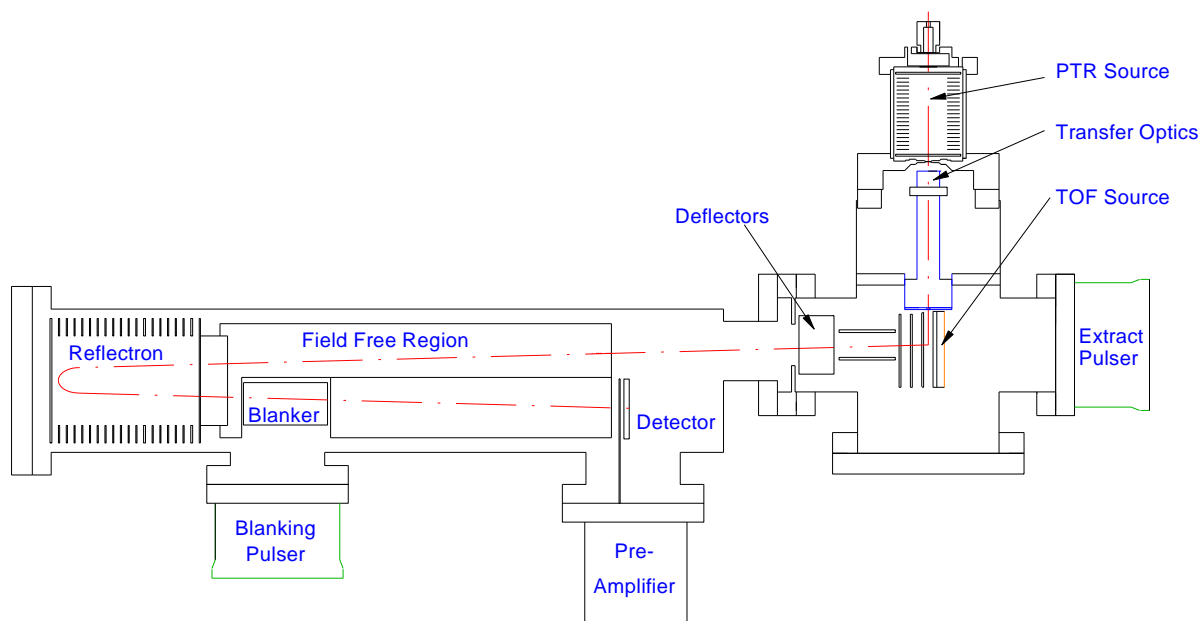 PTR Source
Transfer Optics
TOF Source
Deflectors
Field Free Region
Reflectron
Extract
Pulser
Blanker
Detector
Blanking
Pulser
Pre-
Amplifier